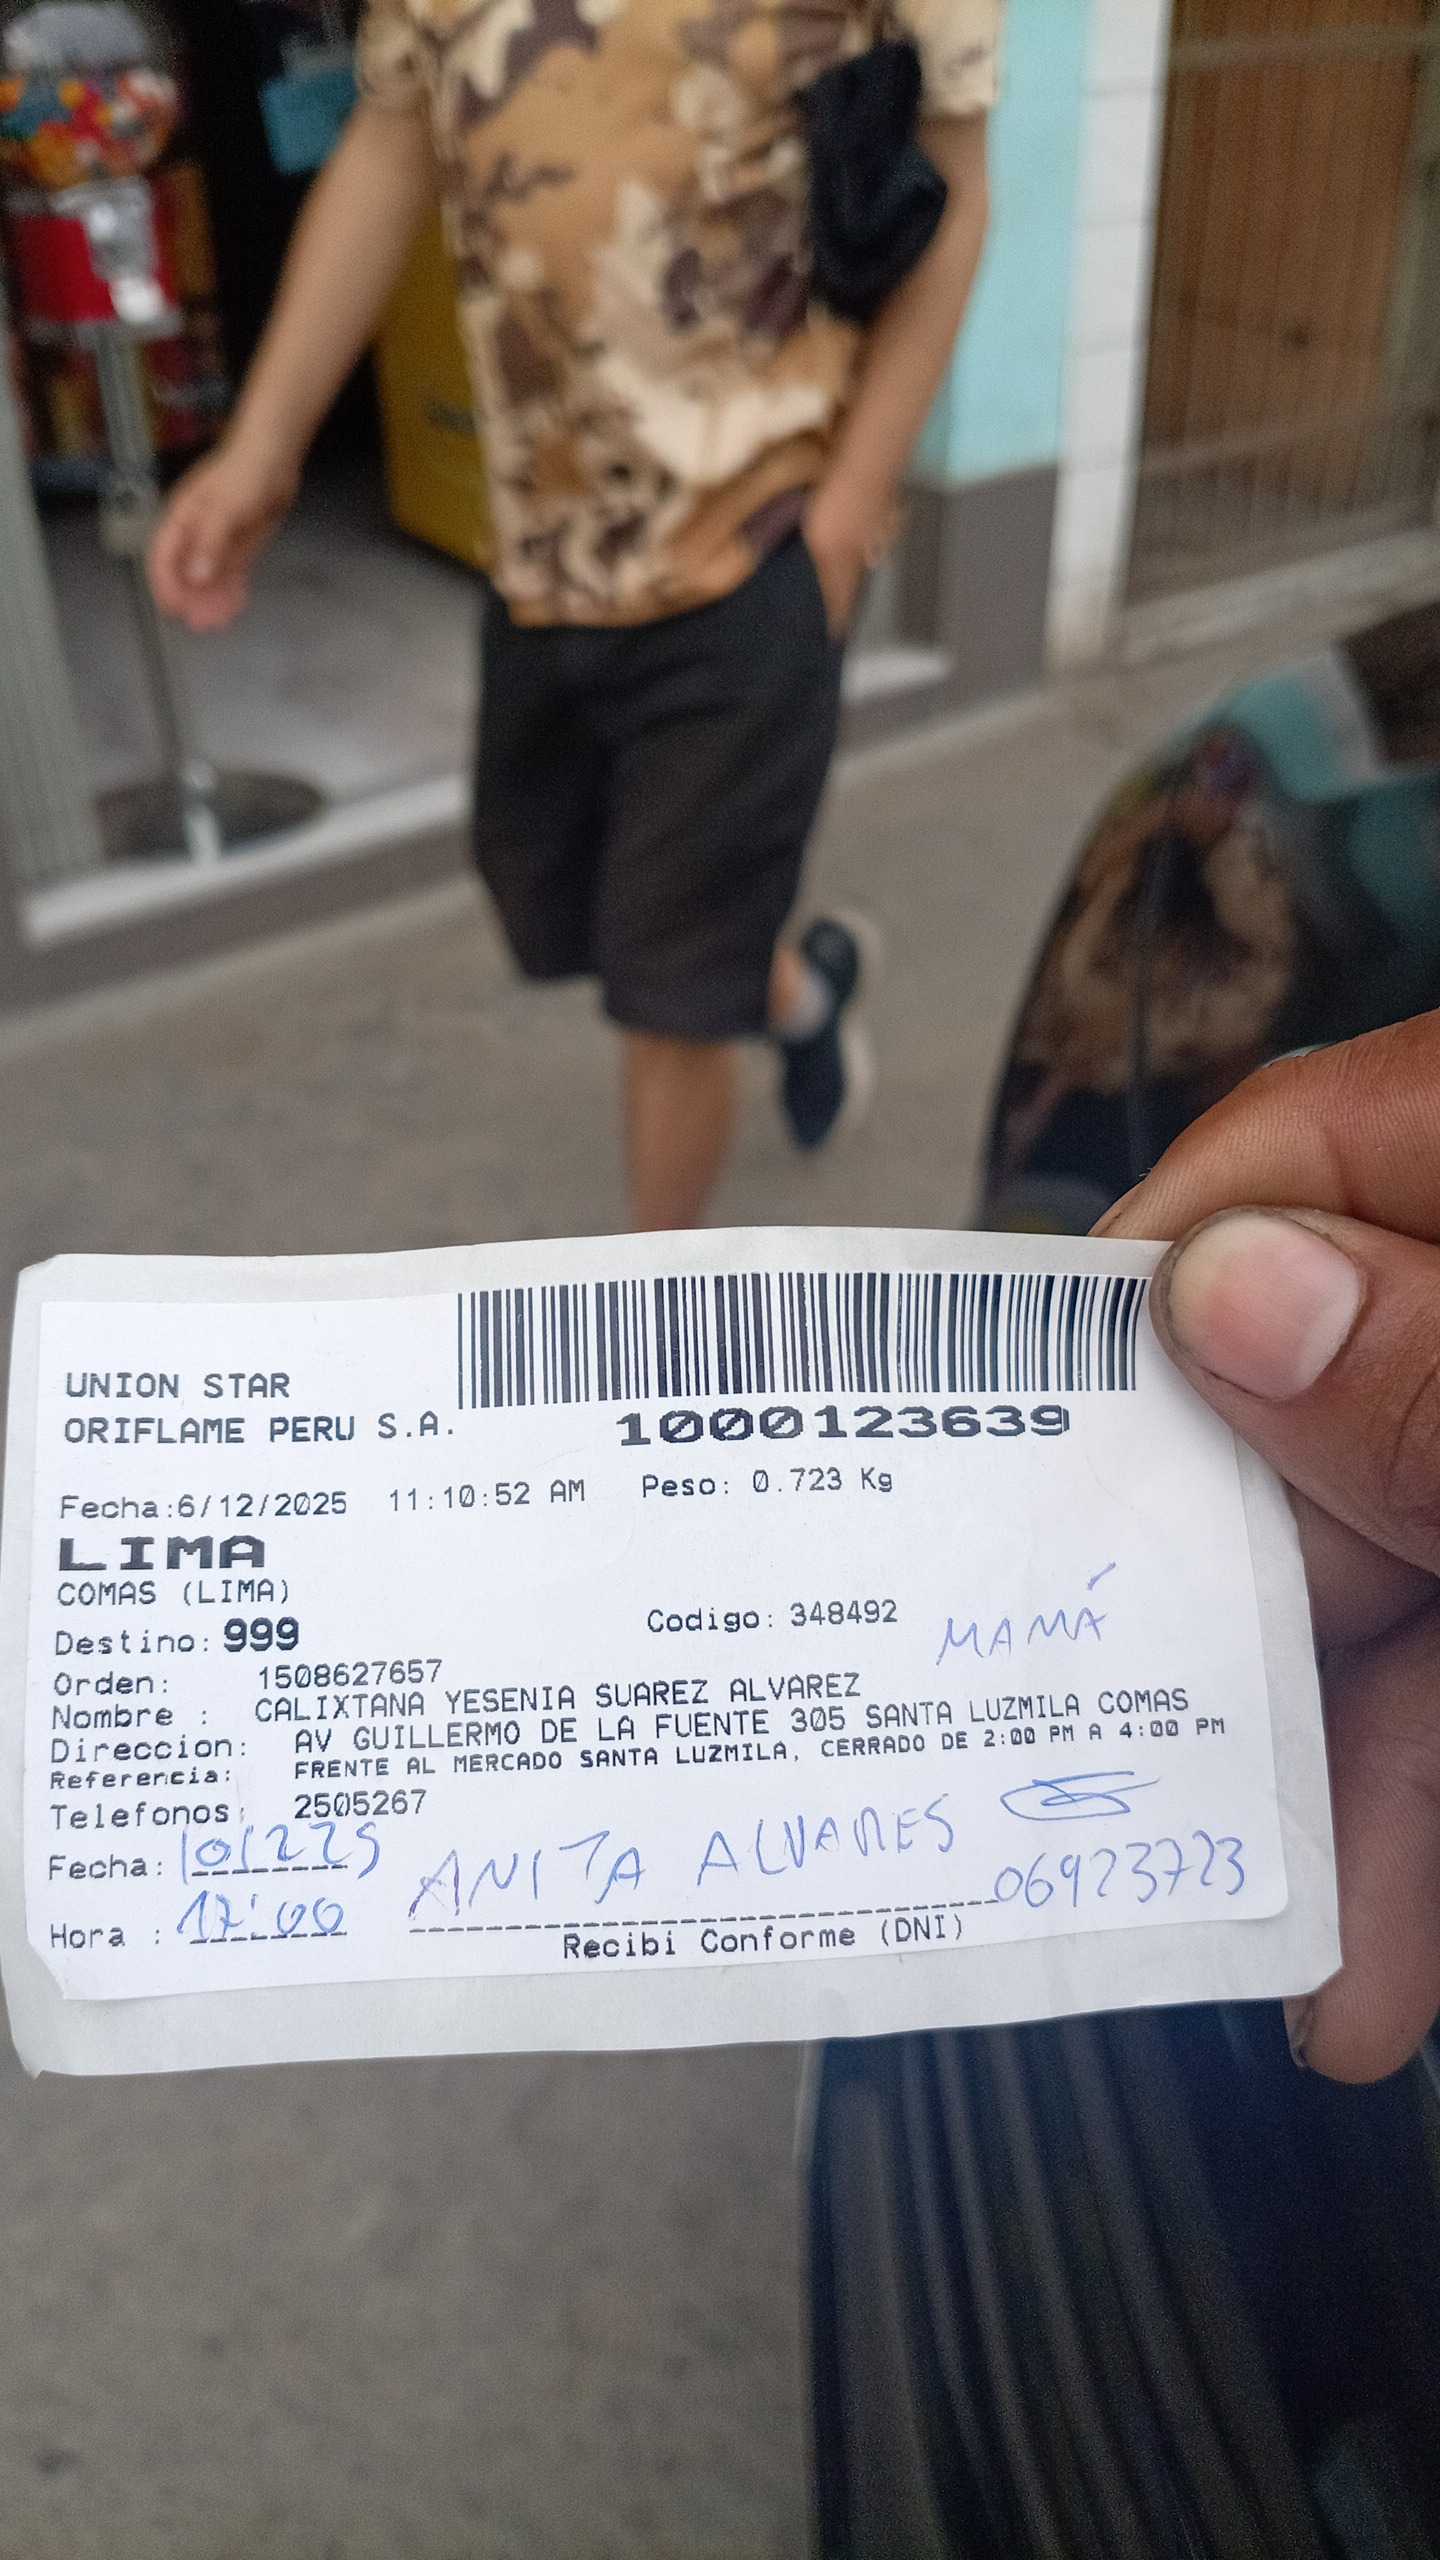 UNION STAR
ORIFLAME PERU S.A.
1000123639
Fecha:6/12/2025 11:10:52 AM Peso: 0.723 Kg
LIMA
COMAS (LIMA)
Destino: 999 Codigo: 348492 MAMÁ
Orden: 1508627657
Nombre : CALIXTANA YESENIA SUAREZ ALVAREZ
Direccion: AV GUILLERMO DE LA FUENTE 305 SANTA LUZMILA COMAS
Referencia: FRENTE AL MERCADO SANTA LUZMILA, CERRADO DE 2:00 PM A 4:00 PM
Telefonos: 2505267
Fecha: 101225 ANITA ALVARES
Hora : 17:00 06923723
Recibi Conforme (DNI)